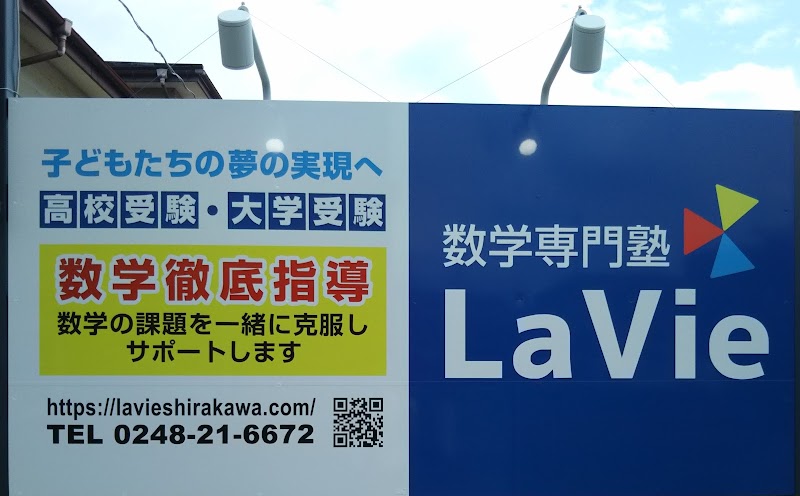 子どもたちの夢の実現へ
高校受験・大学受験
数学徹底指導
数学の課題を一緒に克服し
サポートします
https://lavieshirakawa.com/
TEL 0248-21-6672
数学専門塾
LaVie